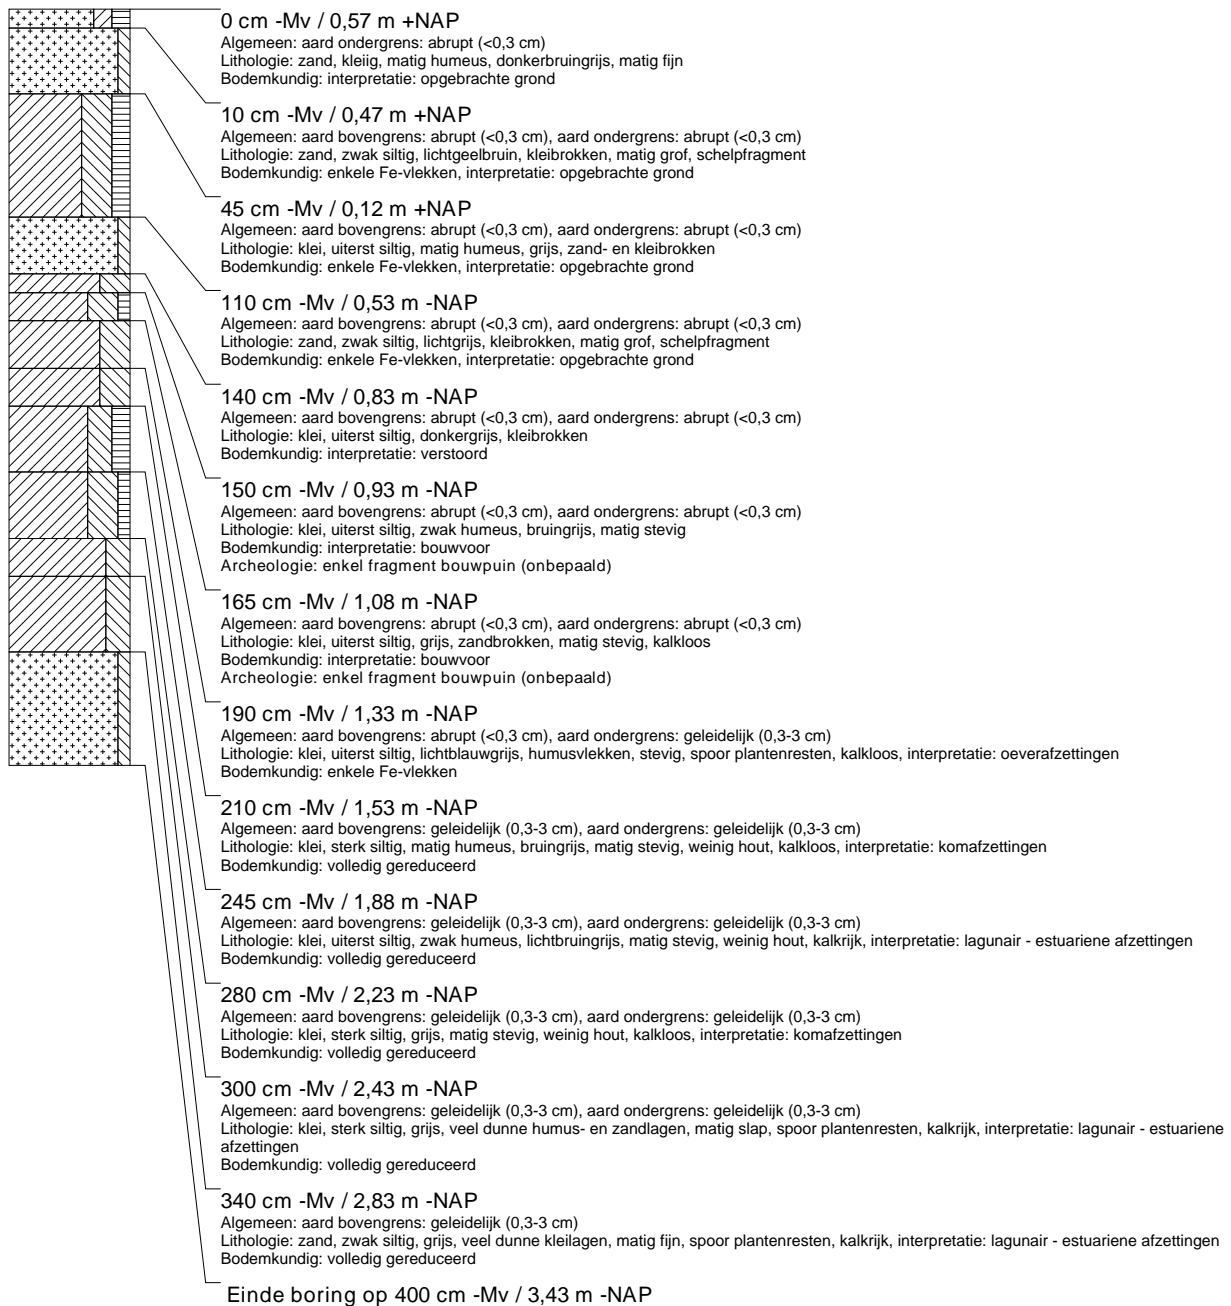 0 cm -Mv / 0,57 m +NAP
Algemeen: aard ondergrens: abrupt (<0,3 cm)
Lithologie: zand, kleiig, matig humeus, donkerbruingrijs, matig fijn
Bodemkundig: interpretatie: opgebrachte grond
10 cm -Mv / 0,47 m +NAP
Algemeen: aard bovengrens: abrupt (<0,3 cm), aard ondergrens: abrupt (<0,3 cm)
Lithologie: zand, zwak siltig, lichtgeelbruin, kleibrokken, matig grof, schelpfragment
Bodemkundig: enkele Fe-vlekken, interpretatie: opgebrachte grond
45 cm -Mv / 0,12 m +NAP
Algemeen: aard bovengrens: abrupt (<0,3 cm), aard ondergrens: abrupt (<0,3 cm)
Lithologie: klei, uiterst siltig, matig humeus, grijs, zand- en kleibrokken
Bodemkundig: enkele Fe-vlekken, interpretatie: opgebrachte grond
110 cm -Mv / 0,53 m -NAP
Algemeen: aard bovengrens: abrupt (<0,3 cm), aard ondergrens: abrupt (<0,3 cm)
Lithologie: zand, zwak siltig, lichtgrijs, kleibrokken, matig grof, schelpfragment
Bodemkundig: enkele Fe-vlekken, interpretatie: opgebrachte grond
140 cm -Mv / 0,83 m -NAP
Algemeen: aard bovengrens: abrupt (<0,3 cm), aard ondergrens: abrupt (<0,3 cm)
Lithologie: klei, uiterst siltig, donkergrijs, kleibrokken
Bodemkundig: interpretatie: verstoord
150 cm -Mv / 0,93 m -NAP
Algemeen: aard bovengrens: abrupt (<0,3 cm), aard ondergrens: abrupt (<0,3 cm)
Lithologie: klei, uiterst siltig, zwak humeus, bruingrijs, matig stevig
Bodemkundig: interpretatie: bouwvoor
Archeologie: enkel fragment bouwpuin (onbepaald)
165 cm -Mv / 1,08 m -NAP
Algemeen: aard bovengrens: abrupt (<0,3 cm), aard ondergrens: abrupt (<0,3 cm)
Lithologie: klei, uiterst siltig, grijs, zandbrokken, matig stevig, kalkloos
Bodemkundig: interpretatie: bouwvoor
Archeologie: enkel fragment bouwpuin (onbepaald)
190 cm -Mv / 1,33 m -NAP
Algemeen: aard bovengrens: abrupt (<0,3 cm), aard ondergrens: geleidelijk (0,3-3 cm)
Lithologie: klei, uiterst siltig, lichtblauwgrijs, humusvlekken, stevig, spoor plantenresten, kalkloos, interpretatie: oeverafzettingen
Bodemkundig: enkele Fe-vlekken
210 cm -Mv / 1,53 m -NAP
Algemeen: aard bovengrens: geleidelijk (0,3-3 cm), aard ondergrens: geleidelijk (0,3-3 cm)
Lithologie: klei, sterk siltig, matig humeus, bruingrijs, matig stevig, weinig hout, kalkloos, interpretatie: komafzettingen
Bodemkundig: volledig gereduceerd
245 cm -Mv / 1,88 m -NAP
Algemeen: aard bovengrens: geleidelijk (0,3-3 cm), aard ondergrens: geleidelijk (0,3-3 cm)
Lithologie: klei, uiterst siltig, zwak humeus, lichtbruingrijs, matig stevig, weinig hout, kalkrijk, interpretatie: lagunair - estuariene afzettingen
Bodemkundig: volledig gereduceerd
280 cm -Mv / 2,23 m -NAP
Algemeen: aard bovengrens: geleidelijk (0,3-3 cm), aard ondergrens: geleidelijk (0,3-3 cm)
Lithologie: klei, sterk siltig, grijs, matig stevig, weinig hout, kalkloos, interpretatie: komafzettingen
Bodemkundig: volledig gereduceerd
300 cm -Mv / 2,43 m -NAP
Algemeen: aard bovengrens: geleidelijk (0,3-3 cm), aard ondergrens: geleidelijk (0,3-3 cm)
Lithologie: klei, sterk siltig, grijs, veel dunne humus- en zandlagen, matig slap, spoor plantenresten, kalkrijk, interpretatie: lagunair - estuariene
afzettingen
Bodemkundig: volledig gereduceerd
340 cm -Mv / 2,83 m -NAP
Algemeen: aard bovengrens: geleidelijk (0,3-3 cm)
Lithologie: zand, zwak siltig, grijs, veel dunne kleilagen, matig fijn, spoor plantenresten, kalkrijk, interpretatie: lagunair - estuariene afzettingen
Bodemkundig: volledig gereduceerd
Einde boring op 400 cm -Mv / 3,43 m -NAP